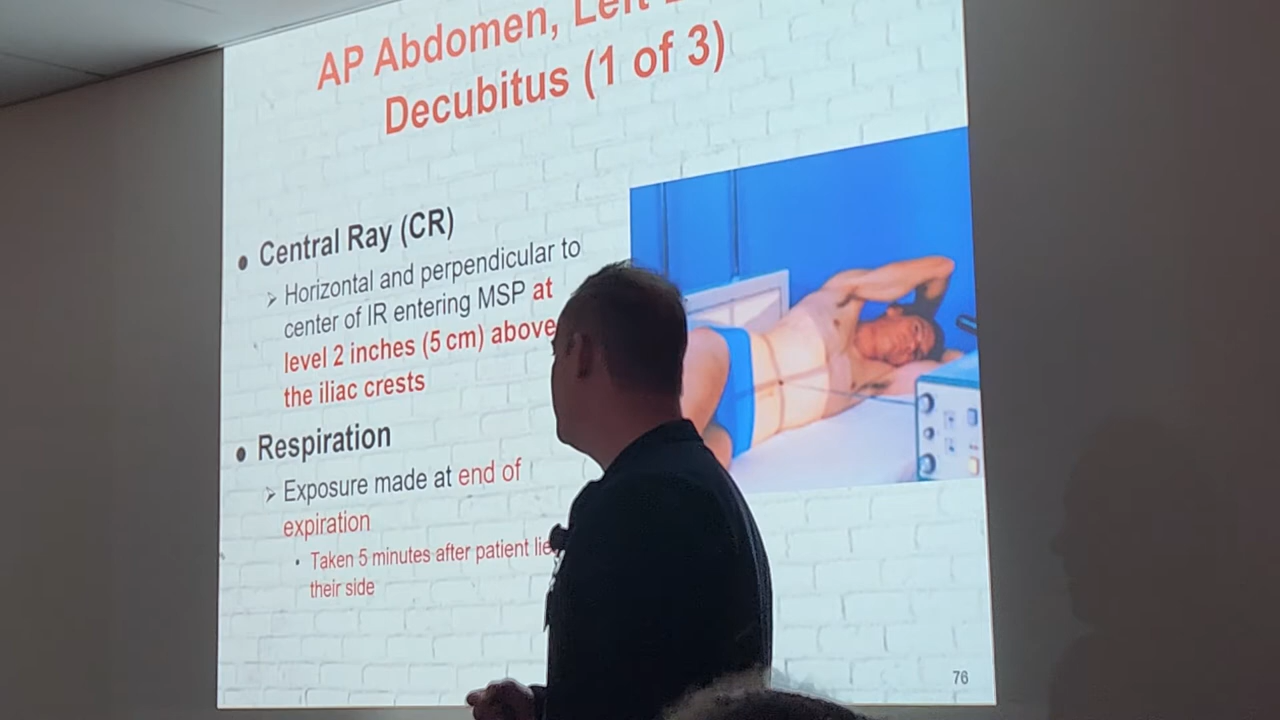 AP Abdomen, Left
Decubitus (1 of 3)
• Central Ray (CR)
➢ Horizontal and perpendicular to
center of IR entering MSP at
level 2 inches (5 cm) above
the iliac crests
• Respiration
➢ Exposure made at end of
expiration
• Taken 5 minutes after patient
their side
76